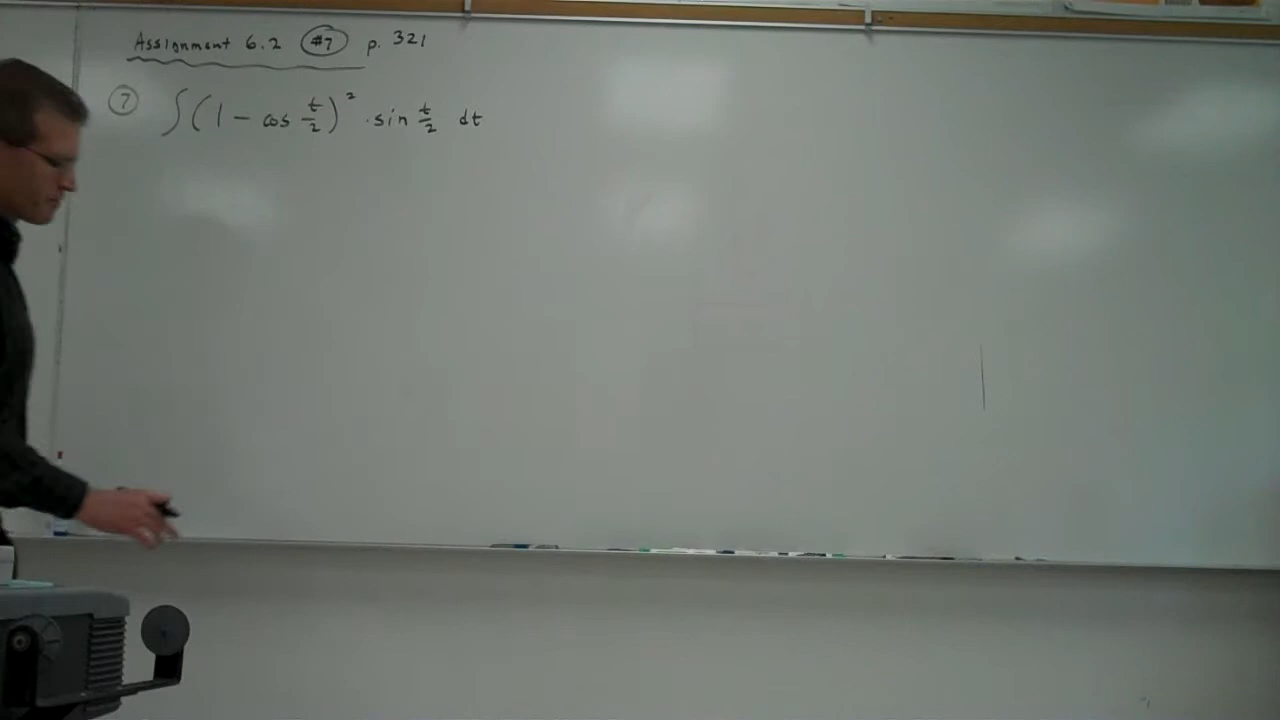 Assignment 6.2 #7 p. 321
7 ∫(1 - cos t/2)² · sin t/2 dt